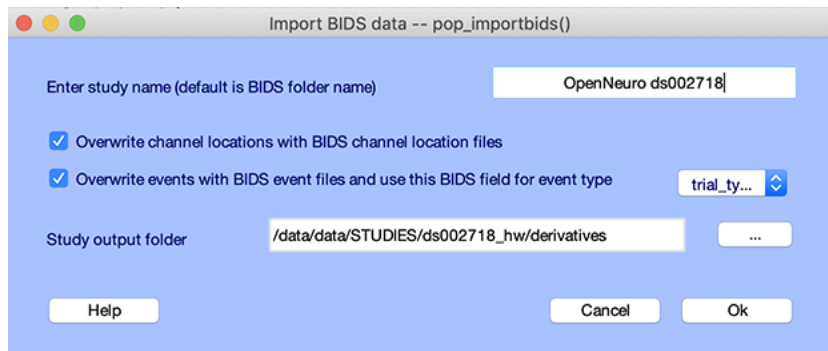 Import BIDS data -- pop_importbids()
Enter study name (default is BIDS folder name) OpenNeuro ds002718
Overwrite channel locations with BIDS channel location files
Overwrite events with BIDS event files and use this BIDS field for event type trial_ty...
Study output folder /data/data/STUDIES/ds002718_hw/derivatives ...
Help Cancel Ok